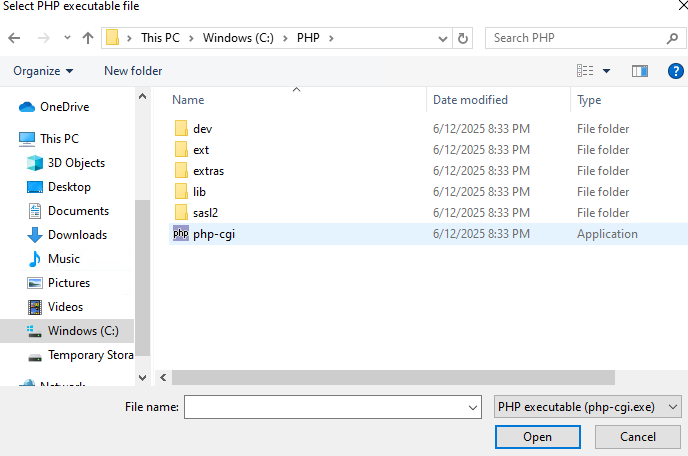 Select PHP executable file
This PC > Windows (C:) > PHP >
Search PHP
Organize
New folder
?
Name
Date modified
Type
OneDrive
This PC
3D Objects
Desktop
Documents
Downloads
Music
Pictures
Videos
Windows (C:)
Temporary Stora
Network
dev 6/12/2025 8:33 PM File folder
ext 6/12/2025 8:33 PM File folder
extras 6/12/2025 8:33 PM File folder
lib 6/12/2025 8:33 PM File folder
sasl2 6/12/2025 8:33 PM File folder
php php-cgi 6/12/2025 8:33 PM Application
File name:
PHP executable (php-cgi.exe)
Open
Cancel